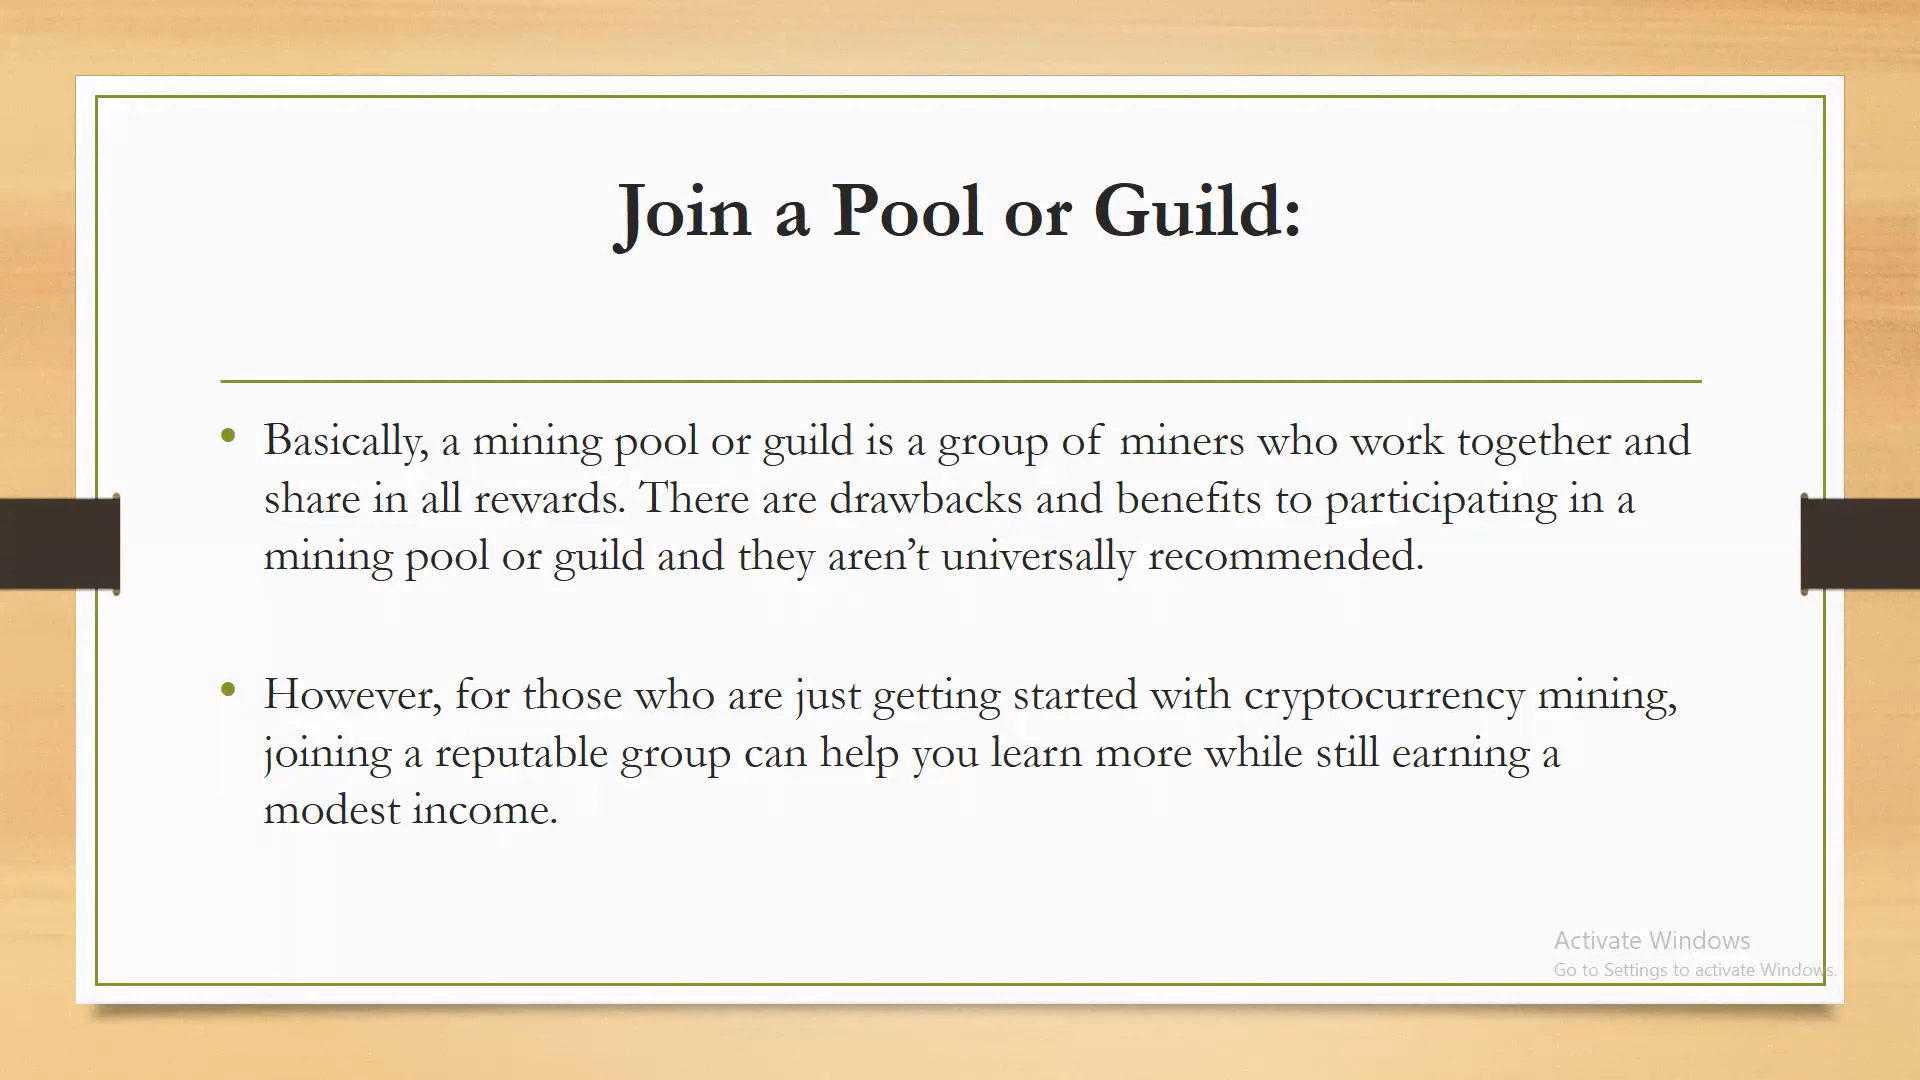 Join a Pool or Guild:
• Basically, a mining pool or guild is a group of miners who work together and
share in all rewards. There are drawbacks and benefits to participating in a
mining pool or guild and they aren’t universally recommended.
• However, for those who are just getting started with cryptocurrency mining,
joining a reputable group can help you learn more while still earning a
modest income.
Activate Windows
Go to Settings to activate Windows.